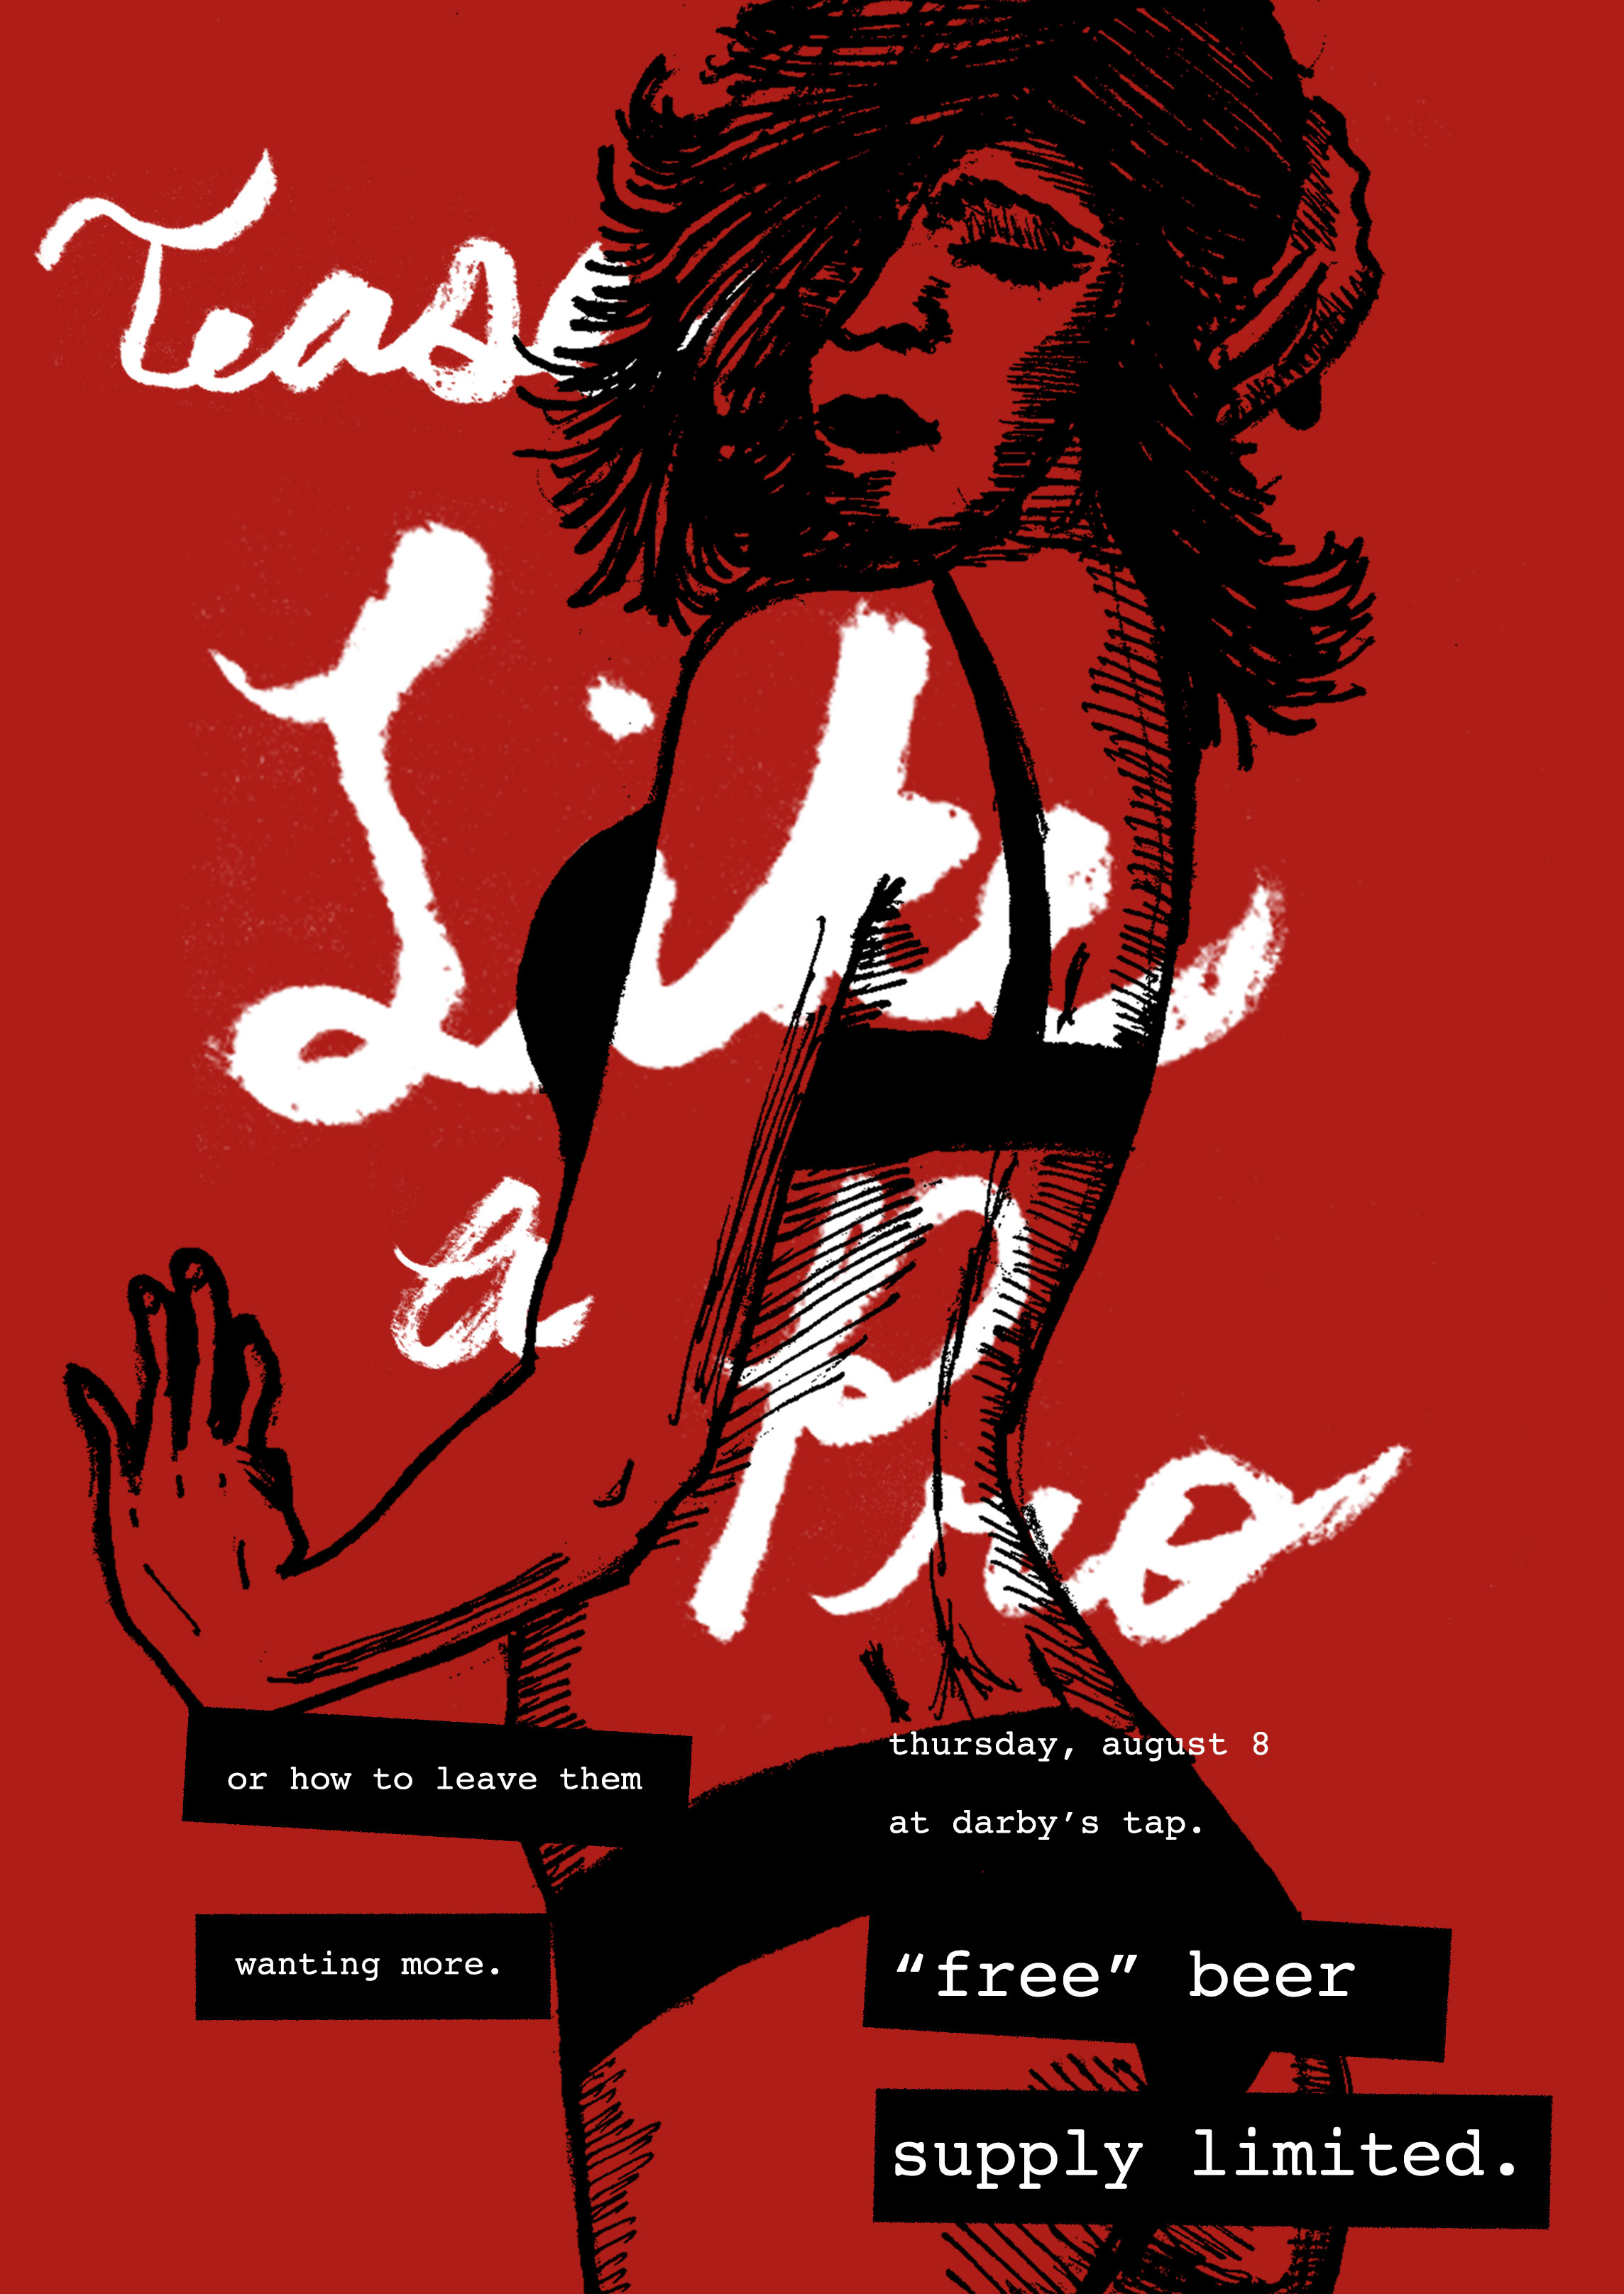 Tease
Like
a Pro
or how to leave them
wanting more.
thursday, august 8
at darby’s tap.
“free” beer
supply limited.